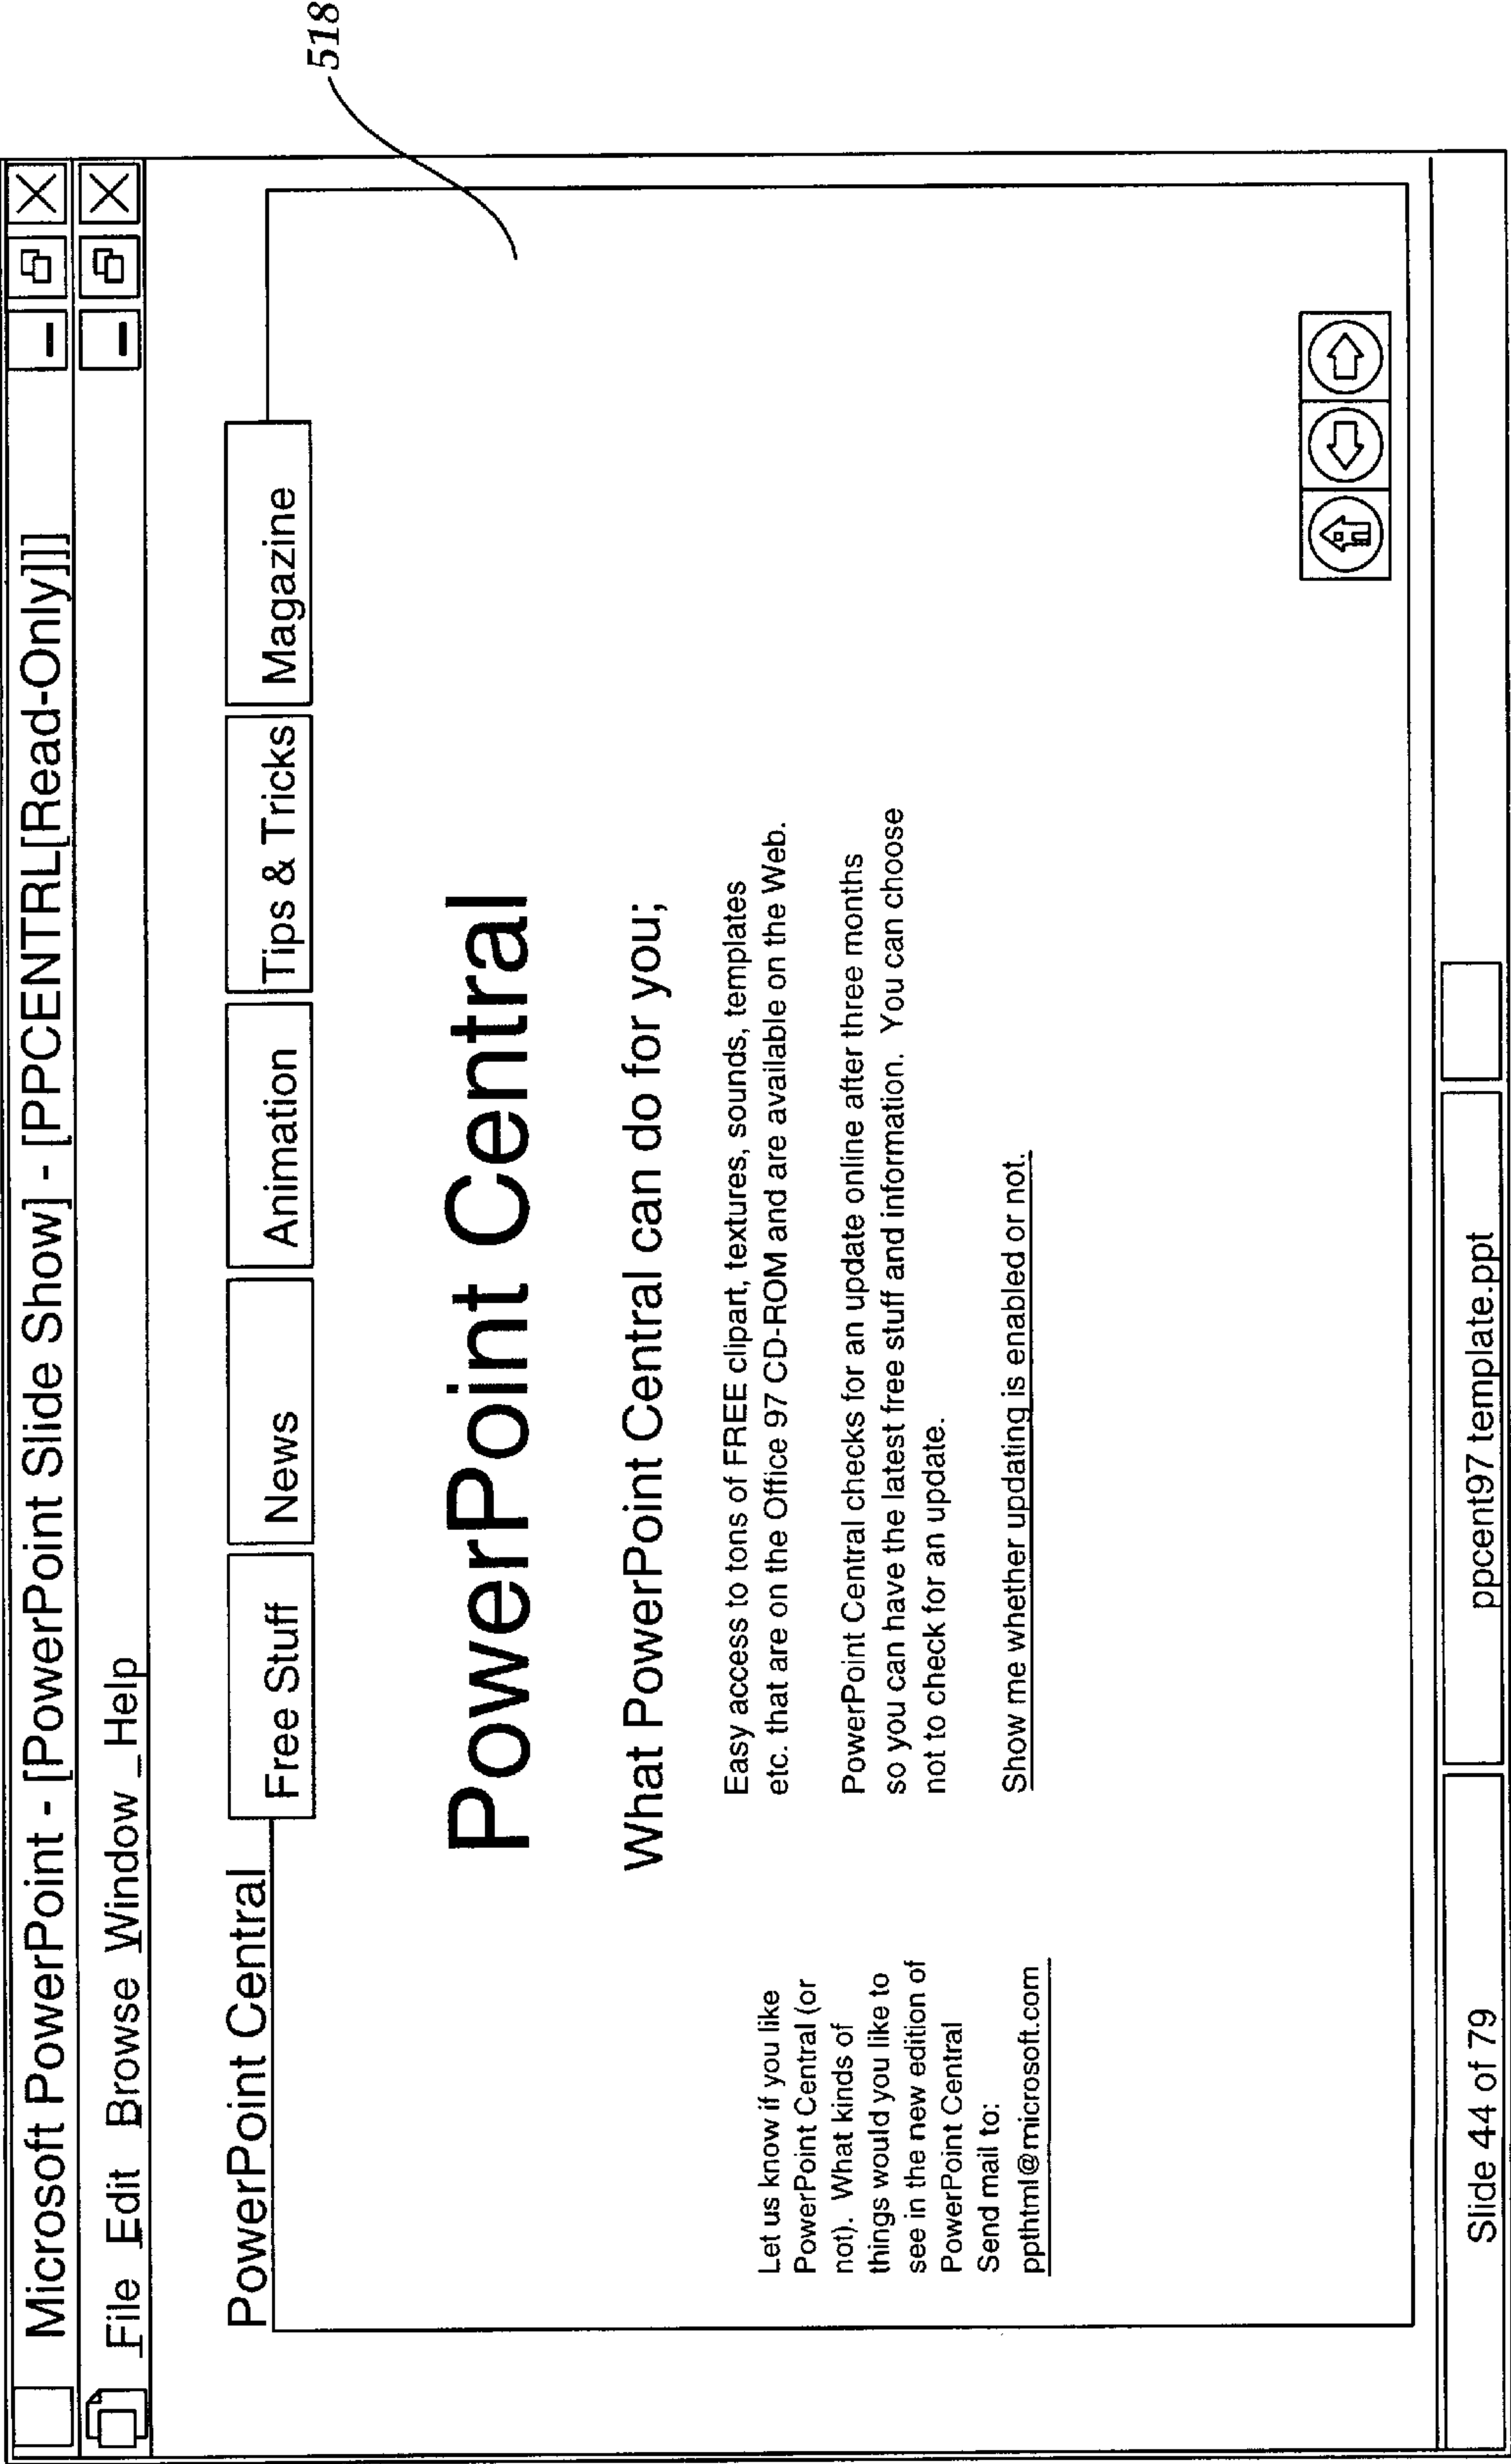 Microsoft PowerPoint - [PowerPoint Slide Show] - [PPCENTRL[Read-Only]]]
File Edit Browse Window Help
518
PowerPoint Central
Free Stuff
News
Animation
Tips & Tricks
Magazine
PowerPoint Central
What PowerPoint Central can do for you;
Easy access to tons of FREE clipart, textures, sounds, templates
etc. that are on the Office 97 CD-ROM and are available on the Web.
PowerPoint Central checks for an update online after three months
so you can have the latest free stuff and information. You can choose
not to check for an update.
Show me whether updating is enabled or not.
Let us know if you like
PowerPoint Central (or
not). What kinds of
things would you like to
see in the new edition of
PowerPoint Central
Send mail to:
ppthtml@microsoft.com
Slide 44 of 79
ppcent97 template.ppt